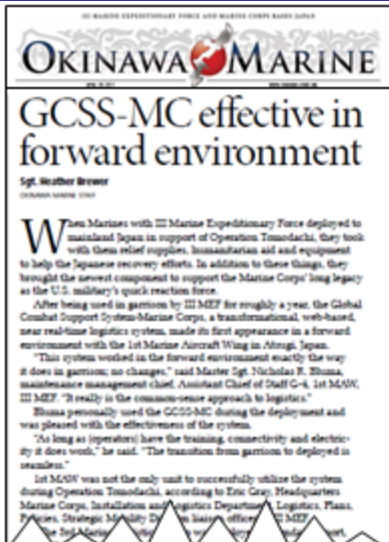 III MARINE EXPEDITIONARY FORCE AND MARINE CORPS BASES JAPAN
OKINAWA MARINE
GCSS-MC effective in
forward environment
Sgt. Heather Brewer
OKINAWA MARINE STAFF
When Marines with III Marine Expeditionary Force deployed to
mainland Japan in support of Operation Tomodachi, they took
with them relief supplies, humanitarian aid and equipment
to help the Japanese recovery efforts. In addition to these things, they
brought the newest component to support the Marine Corps' long legacy
as the U.S. military's quick reaction force.
After being used in garrison by III MEF for roughly a year, the Global
Combat Support System-Marine Corps, a transformational, web-based,
near real-time logistics system, made its first appearance in a forward
environment with the 1st Marine Aircraft Wing in Atsugi, Japan.
"This system worked in the forward environment exactly the way
it does in garrison; no changes," said Master Sgt. Nicholas R. Bluma,
maintenance management chief, Assistant Chief of Staff G-4, 1st MAW,
III MEF. "It really is the common-sense approach to logistics."
Bluma personally used the GCSS-MC during the deployment and
was pleased with the effectiveness of the system.
"As long as (operators) have the training, connectivity and electric-
ity it does work," he said. "The transition from garrison to deployed is
seamless."
1st MAW was not the only unit to successfully utilize the system
during Operation Tomodachi, according to Eric Gray, Headquarters
Marine Corps, Installation and Logistics Department, Logistics, Plans,
Policies, Strategic Mobility liaison officer III MEF.
The 3rd Marine